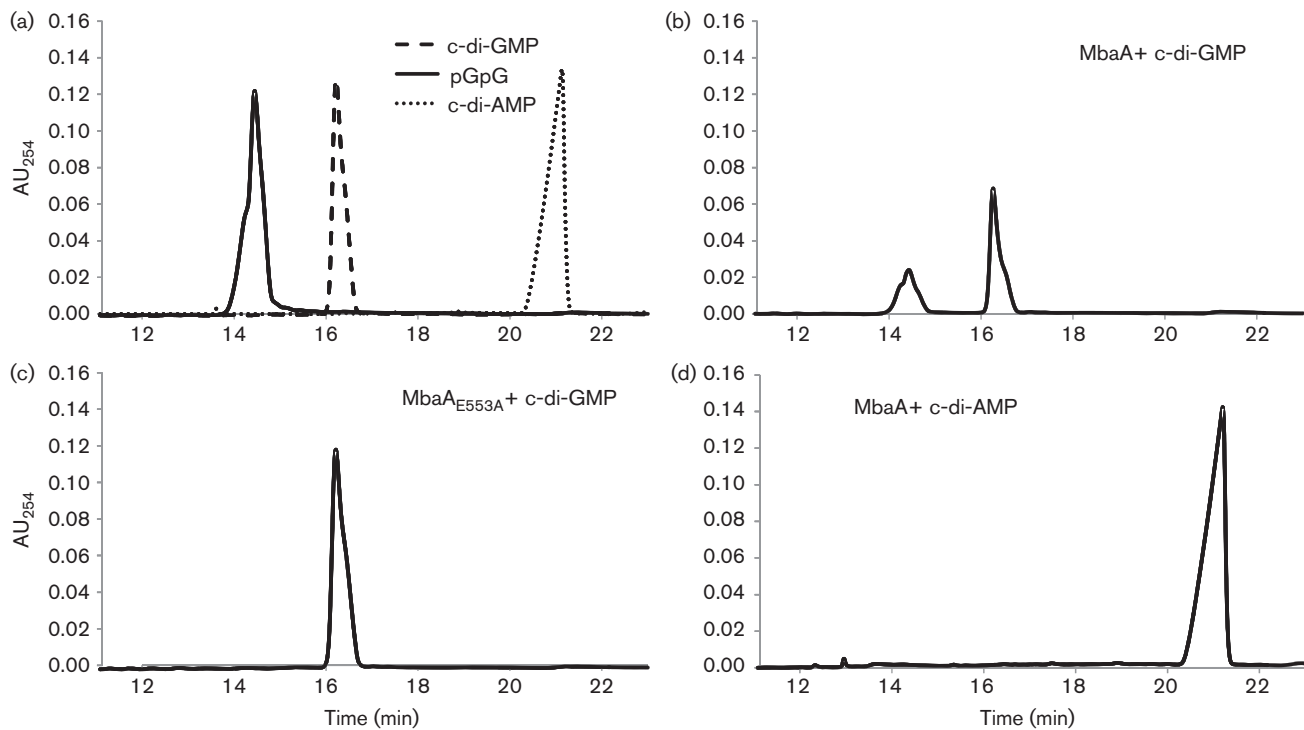 (a)
0.16
0.14
0.12
0.10
0.08
0.06
0.04
0.02
0.00
AU254
c-di-GMP
pGpG
c-di-AMP
12 14 16 18 20 22
(b)
0.16
0.14
0.12
0.10
0.08
0.06
0.04
0.02
0.00
MbaA+ c-di-GMP
12 14 16 18 20 22
(c)
0.16
0.14
0.12
0.10
0.08
0.06
0.04
0.02
0.00
AU254
MbaAE553A+ c-di-GMP
12 14 16 18 20 22
Time (min)
(d)
0.16
0.14
0.12
0.10
0.08
0.06
0.04
0.02
0.00
MbaA+ c-di-AMP
12 14 16 18 20 22
Time (min)